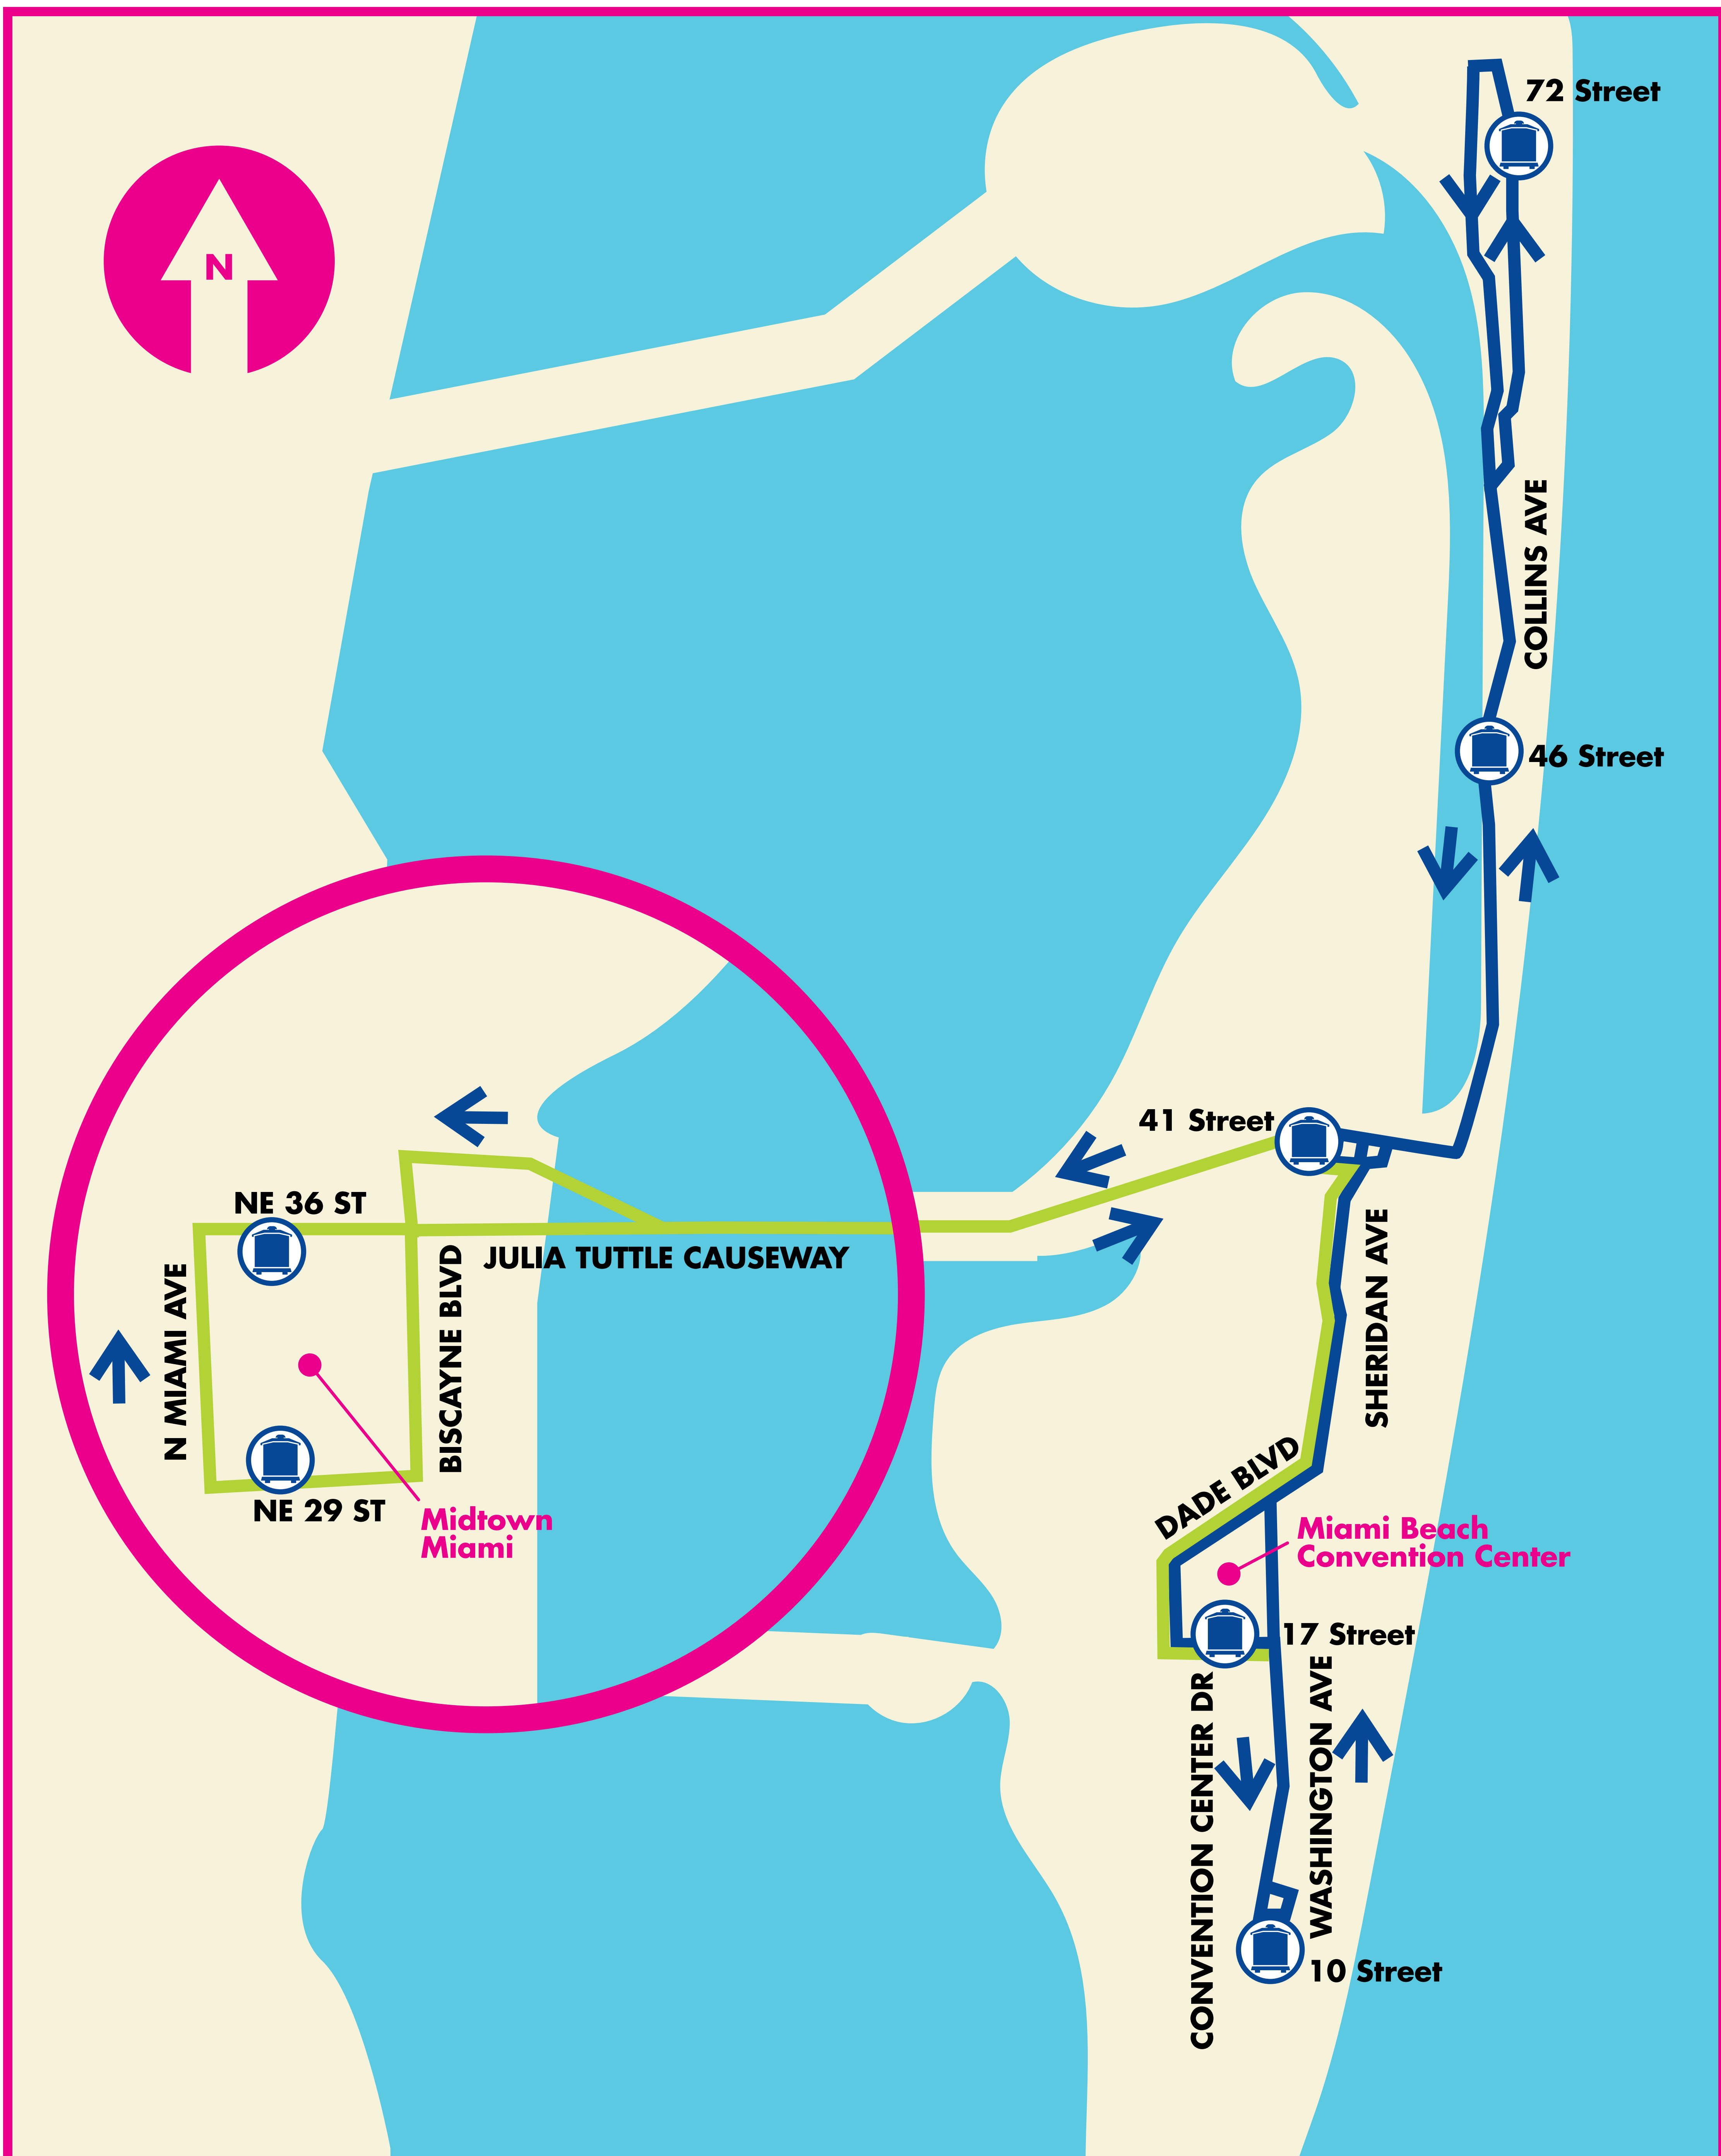 72 Street
N
COLLINS AVE
46 Street
41 Street
NE 36 ST
JULIA TUTTLE CAUSEWAY
N MIAMI AVE
BISCAYNE BLVD
SHERIDAN AVE
DADE BLVD
NE 29 ST
Midtown
Miami
Miami Beach
Convention Center
17 Street
CONVENTION CENTER DR
WASHINGTON AVE
10 Street